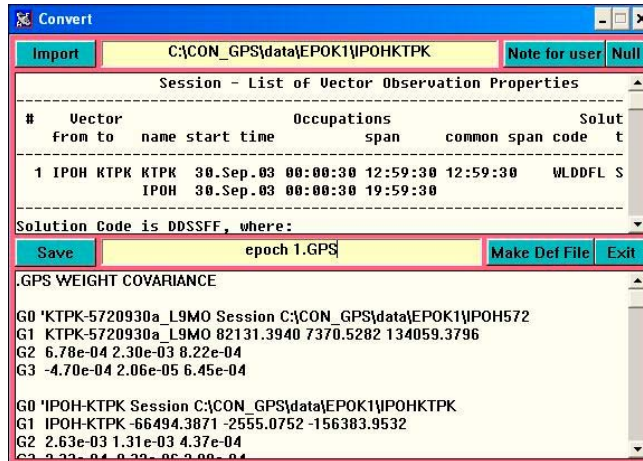 Convert
Import C:\CON_GPS\data\EPOK1\IPOHKTPK Note for user Null
Session - List of Vector Observation Properties
# Vector Occupations Solut
from to name start time span common span code t
1 IPOH KTPK KTPK 30.Sep.03 00:00:30 12:59:30 12:59:30 WLDDFL S
IPOH 30.Sep.03 00:00:30 19:59:30
Solution Code is DDSSFF, where:
Save epoch 1.GPS Make Def File Exit
.GPS WEIGHT COVARIANCE
G0 'KTPK-5720930a_L9MO Session C:\CON_GPS\data\EPOK1\IPOH572
G1 KTPK-5720930a_L9MO 82131.3940 7370.5282 134059.3796
G2 6.78e-04 2.30e-03 8.22e-04
G3 -4.70e-04 2.06e-05 6.45e-04
G0 'IPOH-KTPK Session C:\CON_GPS\data\EPOK1\IPOHKTPK
G1 IPOH-KTPK -66494.3871 -2555.0752 -156383.9532
G2 2.63e-03 1.31e-03 4.37e-04